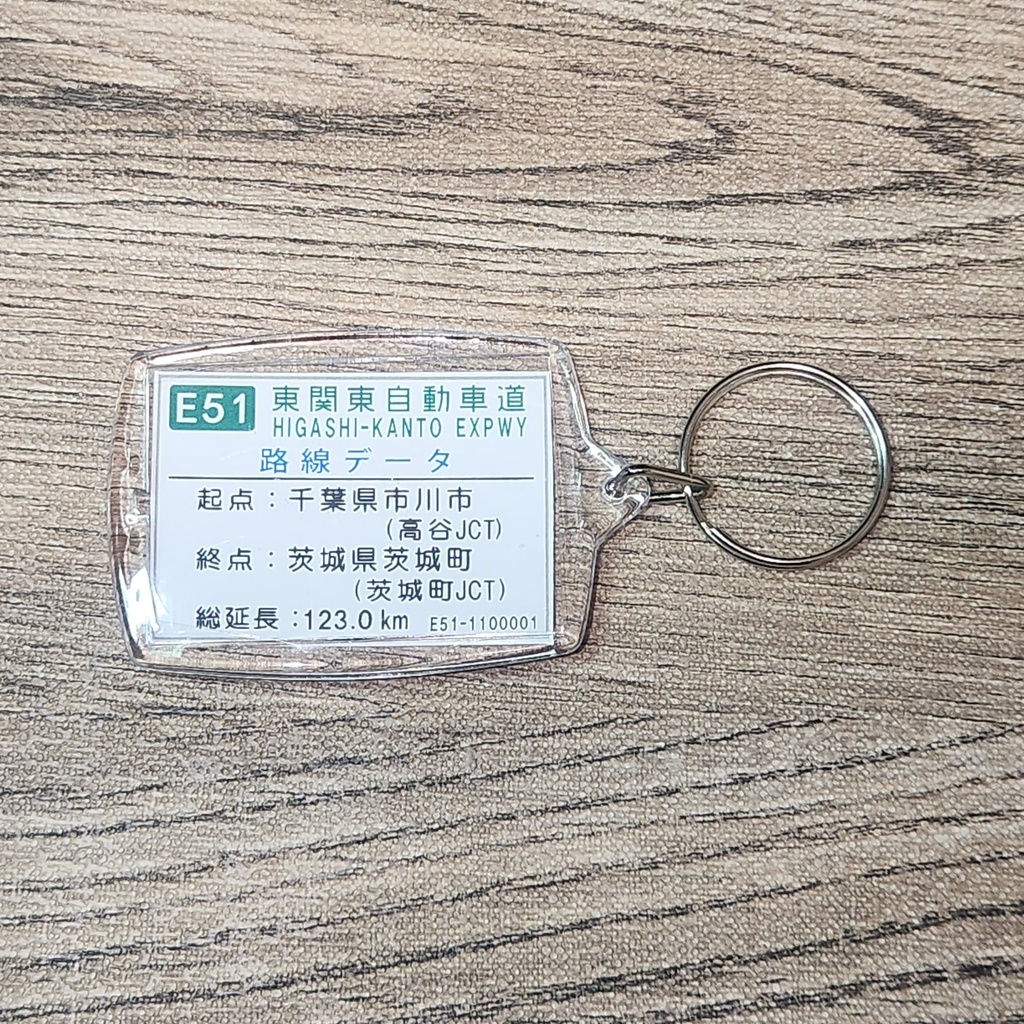 E51 東関東自動車道
HIGASHI-KANTO EXPWY
路線データ
起点：千葉県市川市
(高谷JCT)
終点：茨城県茨城町
(茨城町JCT)
総延長：123.0km E51-1100001